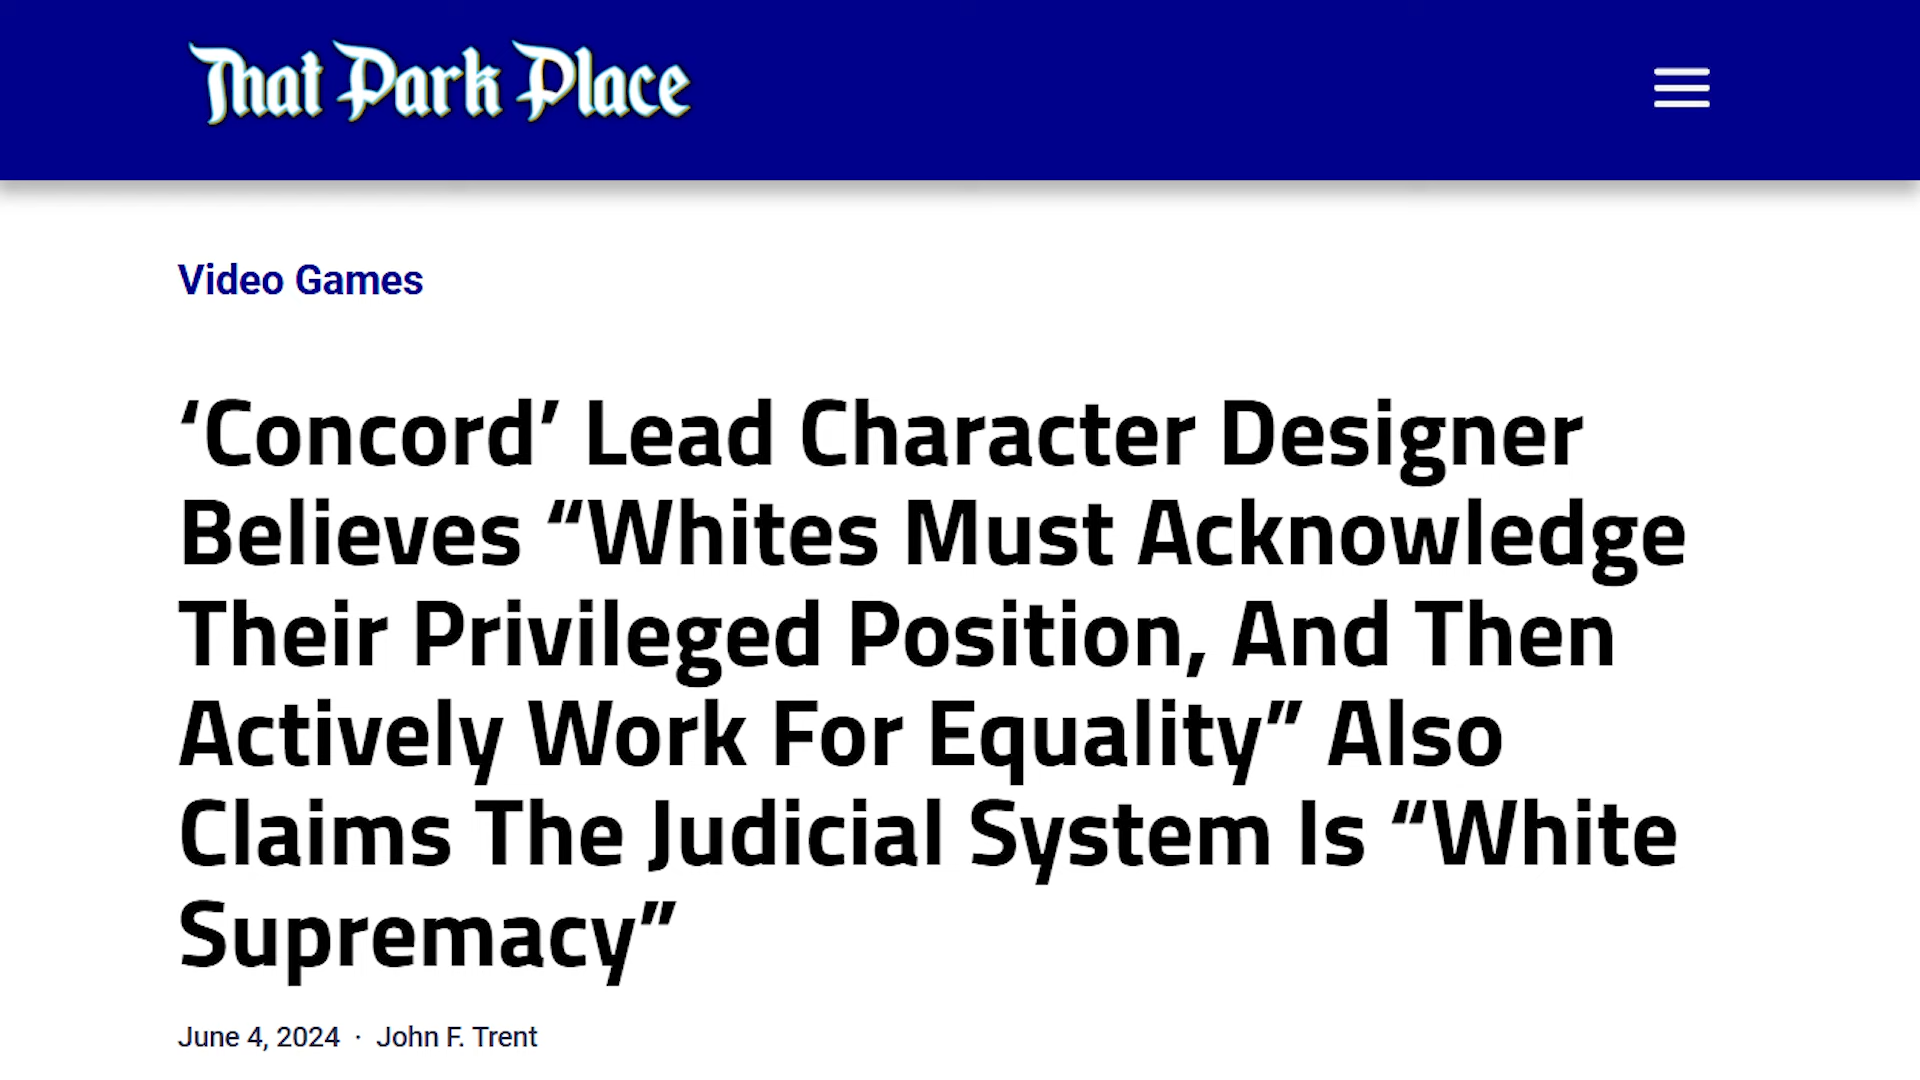 That Park Place
Video Games
‘Concord’ Lead Character Designer
Believes “Whites Must Acknowledge
Their Privileged Position, And Then
Actively Work For Equality” Also
Claims The Judicial System Is “White
Supremacy”
June 4, 2024 · John F. Trent